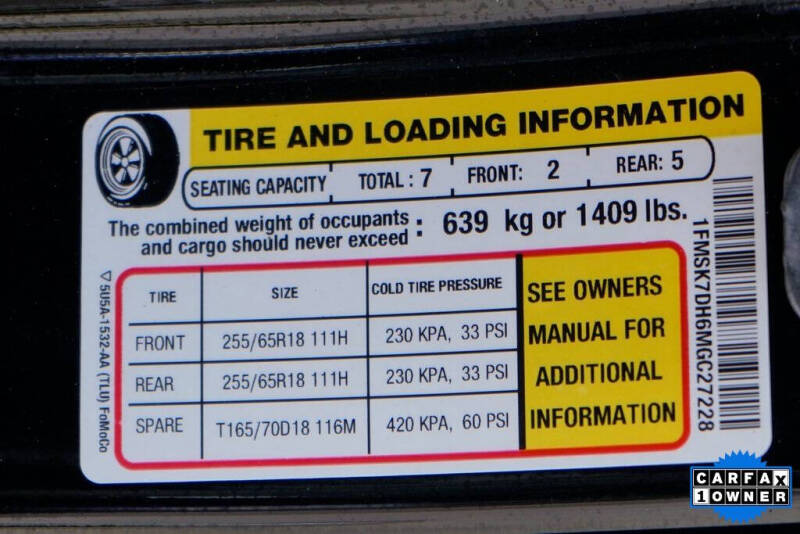 TIRE AND LOADING INFORMATION
SEATING CAPACITY TOTAL: 7 FRONT: 2 REAR: 5
The combined weight of occupants
and cargo should never exceed : 639 kg or 1409 lbs.
TIRE SIZE COLD TIRE PRESSURE
FRONT 255/65R18 111H 230 KPA, 33 PSI
REAR 255/65R18 111H 230 KPA, 33 PSI
SPARE T165/70D18 116M 420 KPA, 60 PSI
SEE OWNERS
MANUAL FOR
ADDITIONAL
INFORMATION
5U5A-1532-AA (TLU) FoMoCo
1FMSK7DH6MGC27228
CARFAX
1 OWNER